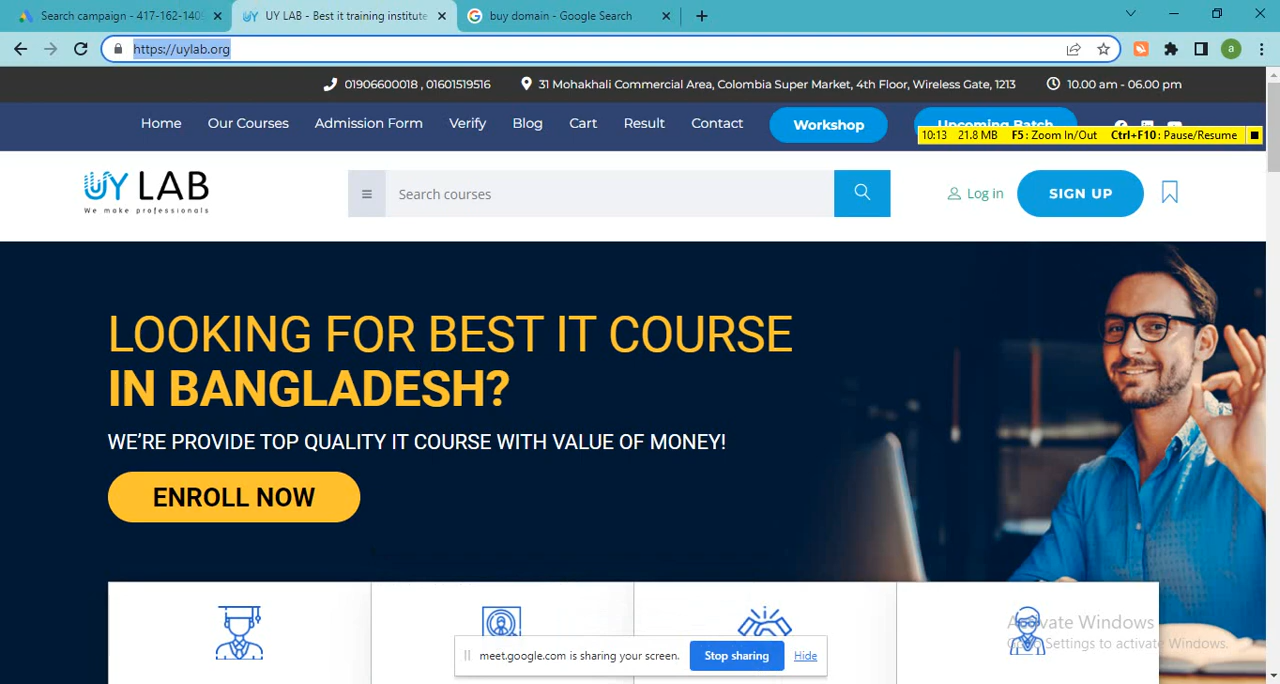 Search campaign - 417-162-140
UY LAB - Best it training institute
buy domain - Google Search
https://uylab.org
01906600018 , 01601519516
31 Mohakhali Commercial Area, Colombia Super Market, 4th Floor, Wireless Gate, 1213
10.00 am - 06.00 pm
Home
Our Courses
Admission Form
Verify
Blog
Cart
Result
Contact
Workshop
Upcoming Batch
10:13 21.8 MB F5: Zoom In/Out Ctrl+F10: Pause/Resume
UY LAB
We make professionals
Search courses
Log in
SIGN UP
LOOKING FOR BEST IT COURSE
IN BANGLADESH?
WE'RE PROVIDE TOP QUALITY IT COURSE WITH VALUE OF MONEY!
ENROLL NOW
Activate Windows
Go to Settings to activate Windows.
meet.google.com is sharing your screen.
Stop sharing
Hide